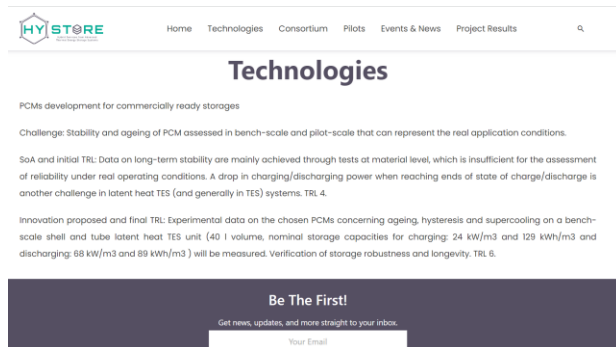 HYSTORE
Home Technologies Consortium Pilots Events & News Project Results
Technologies
PCMs development for commercially ready storages
Challenge: Stability and ageing of PCM assessed in bench-scale and pilot-scale that can represent the real application conditions.
SoA and initial TRL: Data on long-term stability are mainly achieved through tests at material level, which is insufficient for the assessment
of reliability under real operating conditions. A drop in charging/discharging power when reaching ends of state of charge/discharge is
another challenge in latent heat TES (and generally in TES) systems. TRL 4.
Innovation proposed and final TRL: Experimental data on the chosen PCMs concerning ageing, hysteresis and supercooling on a bench-
scale shell and tube latent heat TES unit (40 l volume, nominal storage capacities for charging: 24 kW/m3 and 129 kWh/m3 and
discharging: 68 kW/m3 and 89 kWh/m3 ) will be measured. Verification of storage robustness and longevity. TRL 6.
Be The First!
Get news, updates, and more straight to your inbox.
Your Email